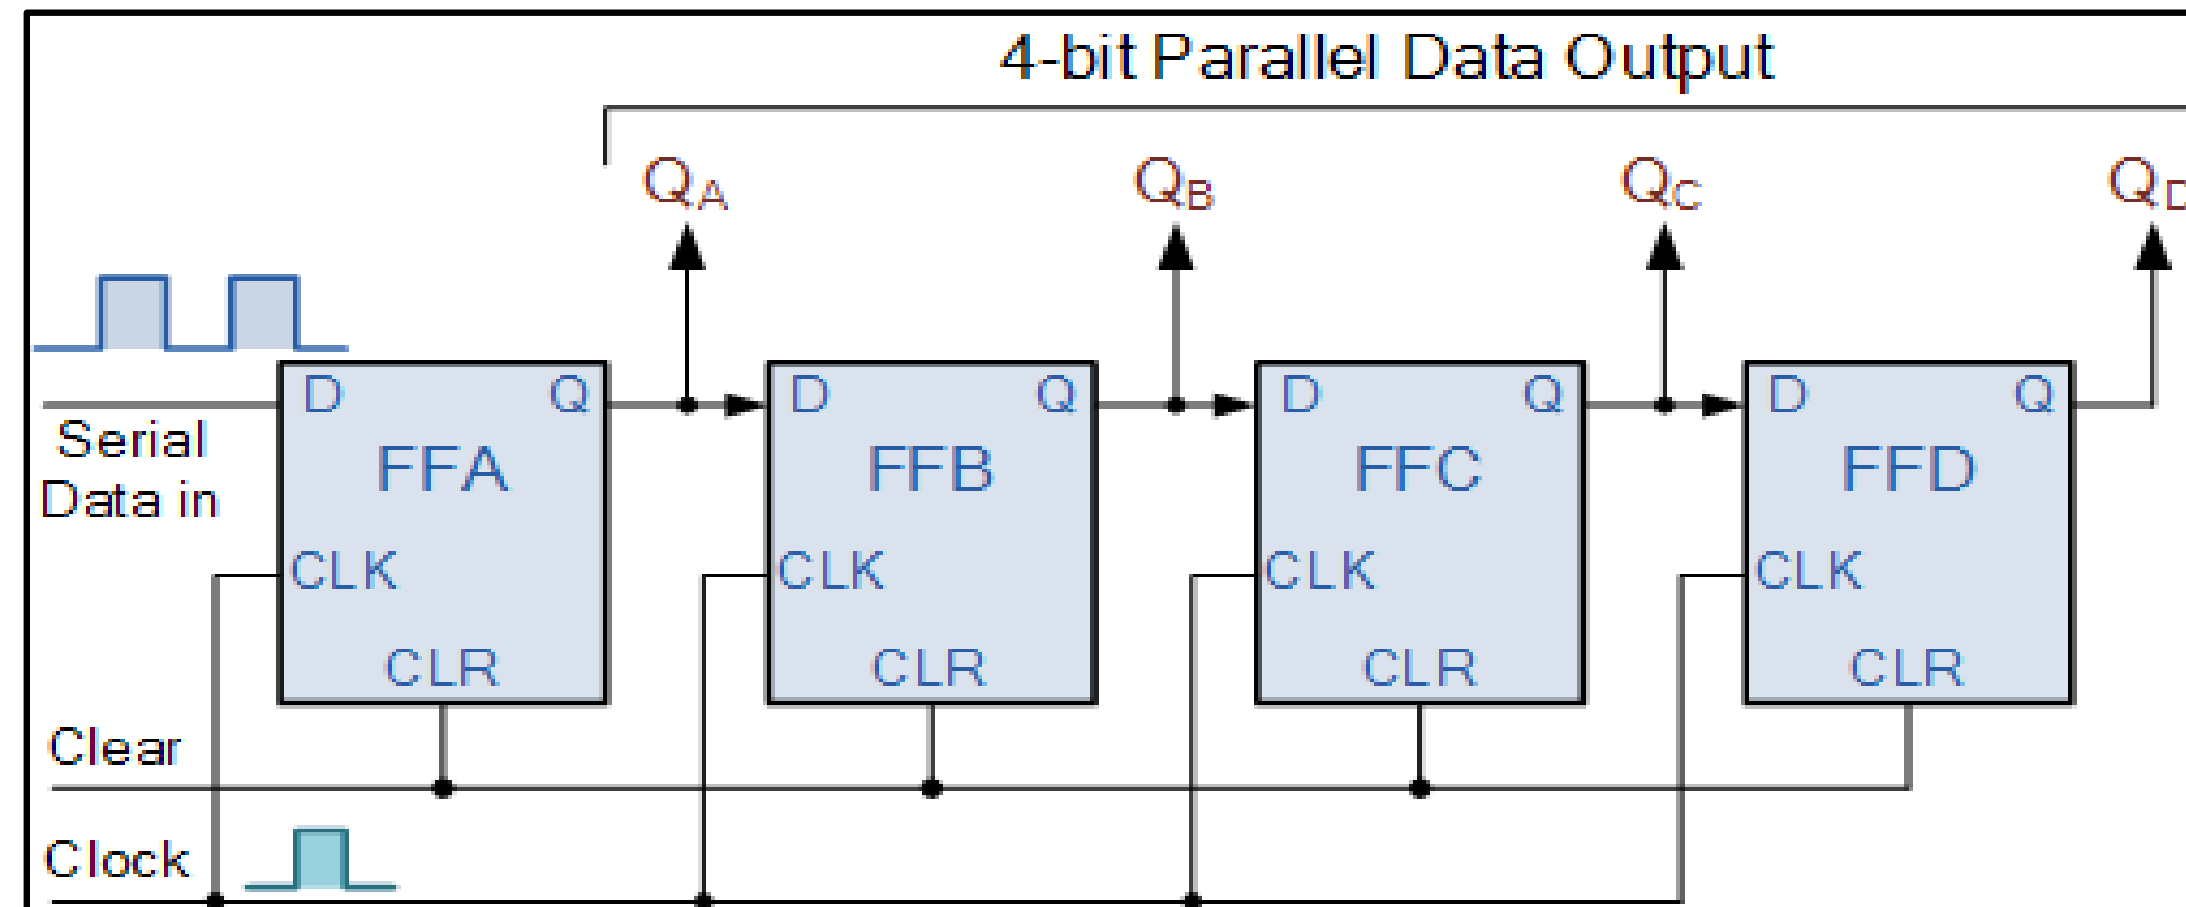 4-bit Parallel Data Output
QA QB QC QD
D Q D Q D Q D Q
Serial
Data in
FFA FFB FFC FFD
CLK CLK CLK CLK
CLR CLR CLR CLR
Clear
Clock